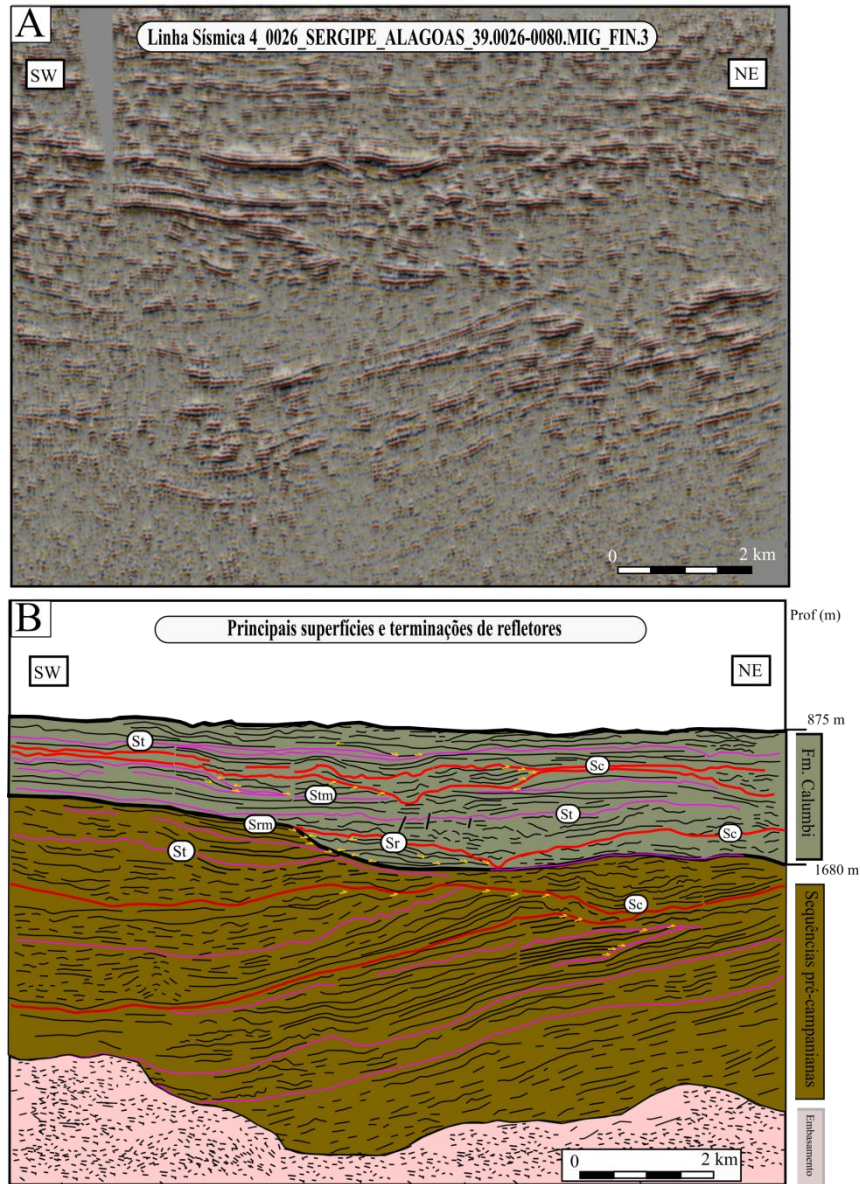 A
Linha Sísmica 4_0026_SERGIPE_ALAGOAS_39.0026-0080.MIG_FIN.3
SW
NE
0 2 km
B
Principais superfícies e terminações de refletores
Prof (m)
SW
NE
875 m
St
Sc
Stm
St
Srm
Sr
Sc
St
Fm. Calumbi
1680 m
Sc
Sequências pré-campanianas
Embasamento
0 2 km